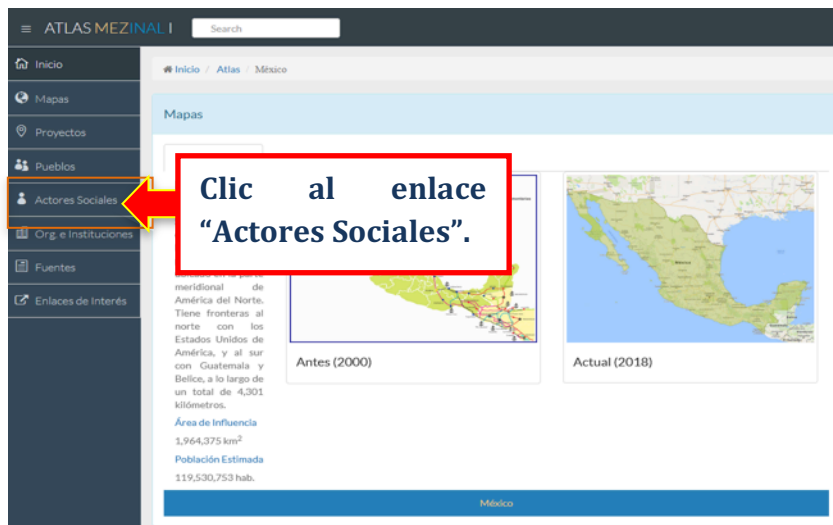 ATLAS MEZINAL I
Search
Inicio
Mapas
Proyectos
Pueblos
Actores Sociales
Org. e Instituciones
Fuentes
Enlaces de Interés
Inicio / Atlas / México
Mapas
Clic al enlace
“Actores Sociales”.
meridional de
América del Norte.
Tiene fronteras al
norte con los
Estados Unidos de
América, y al sur
con Guatemala y
Belice, a lo largo de
un total de 4,301
kilómetros.
Área de Influencia
1,964,375 km²
Población Estimada
119,530,753 hab.
Antes (2000)
Actual (2018)
México